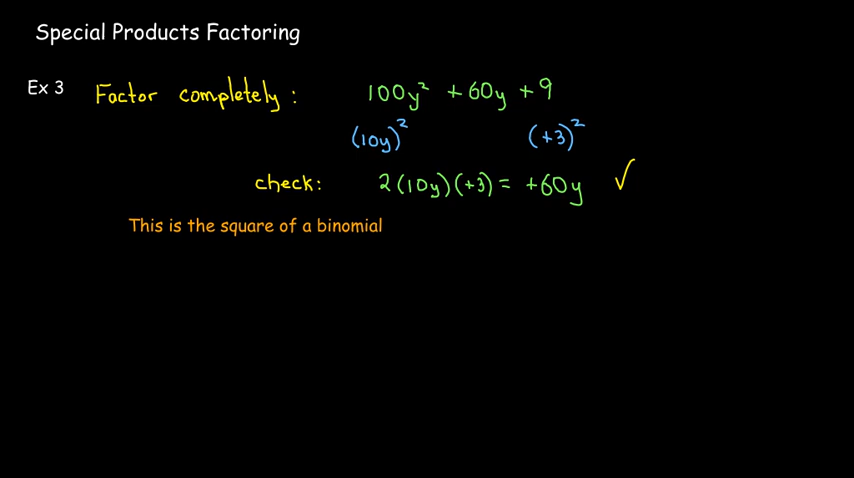 Special Products Factoring
Ex 3 Factor completely: 100y² + 60y + 9
(10y)² (+3)²
check: 2(10y)(+3) = +60y ✓
This is the square of a binomial